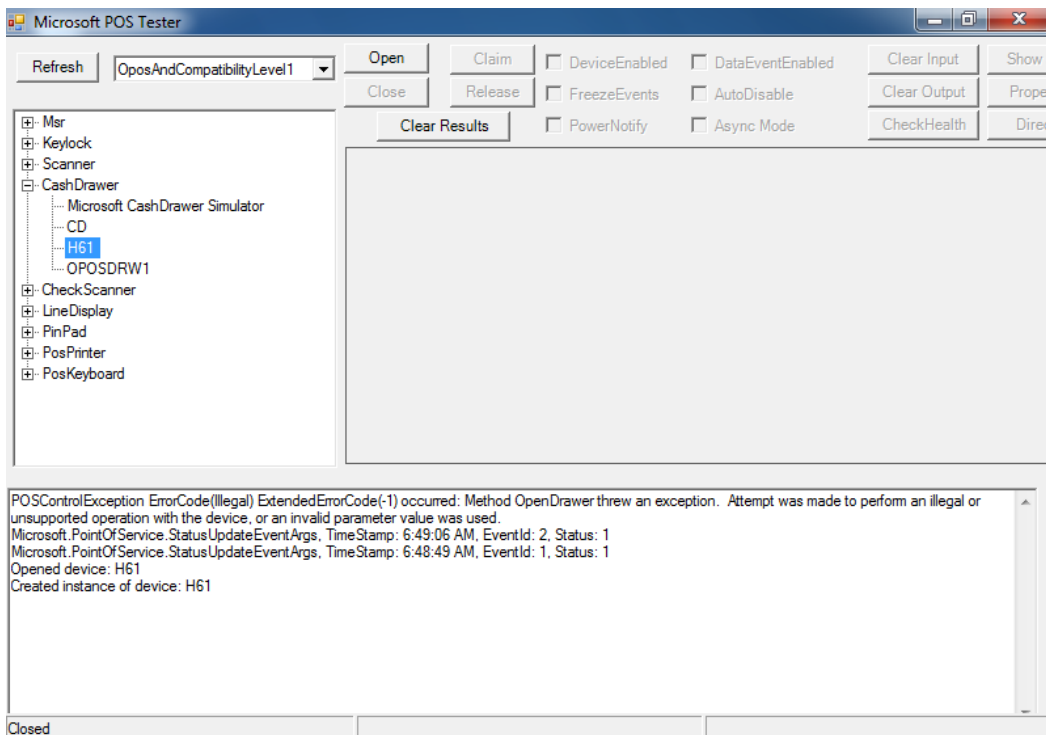 Microsoft POS Tester
Refresh
OposAndCompatibilityLevel1
Open
Claim
DeviceEnabled
DataEventEnabled
Clear Input
Show
Close
Release
FreezeEvents
AutoDisable
Clear Output
Prope
Clear Results
PowerNotify
Async Mode
CheckHealth
Direc
Msr
Keylock
Scanner
CashDrawer
Microsoft CashDrawer Simulator
CD
H61
OPOSDRW1
CheckScanner
LineDisplay
PinPad
PosPrinter
PosKeyboard
POSControlException ErrorCode(Illegal) ExtendedErrorCode(-1) occurred: Method OpenDrawer threw an exception.  Attempt was made to perform an illegal or
unsupported operation with the device, or an invalid parameter value was used.
Microsoft.PointOfService.StatusUpdateEventArgs, TimeStamp: 6:49:06 AM, EventId: 2, Status: 1
Microsoft.PointOfService.StatusUpdateEventArgs, TimeStamp: 6:48:49 AM, EventId: 1, Status: 1
Opened device: H61
Created instance of device: H61
Closed